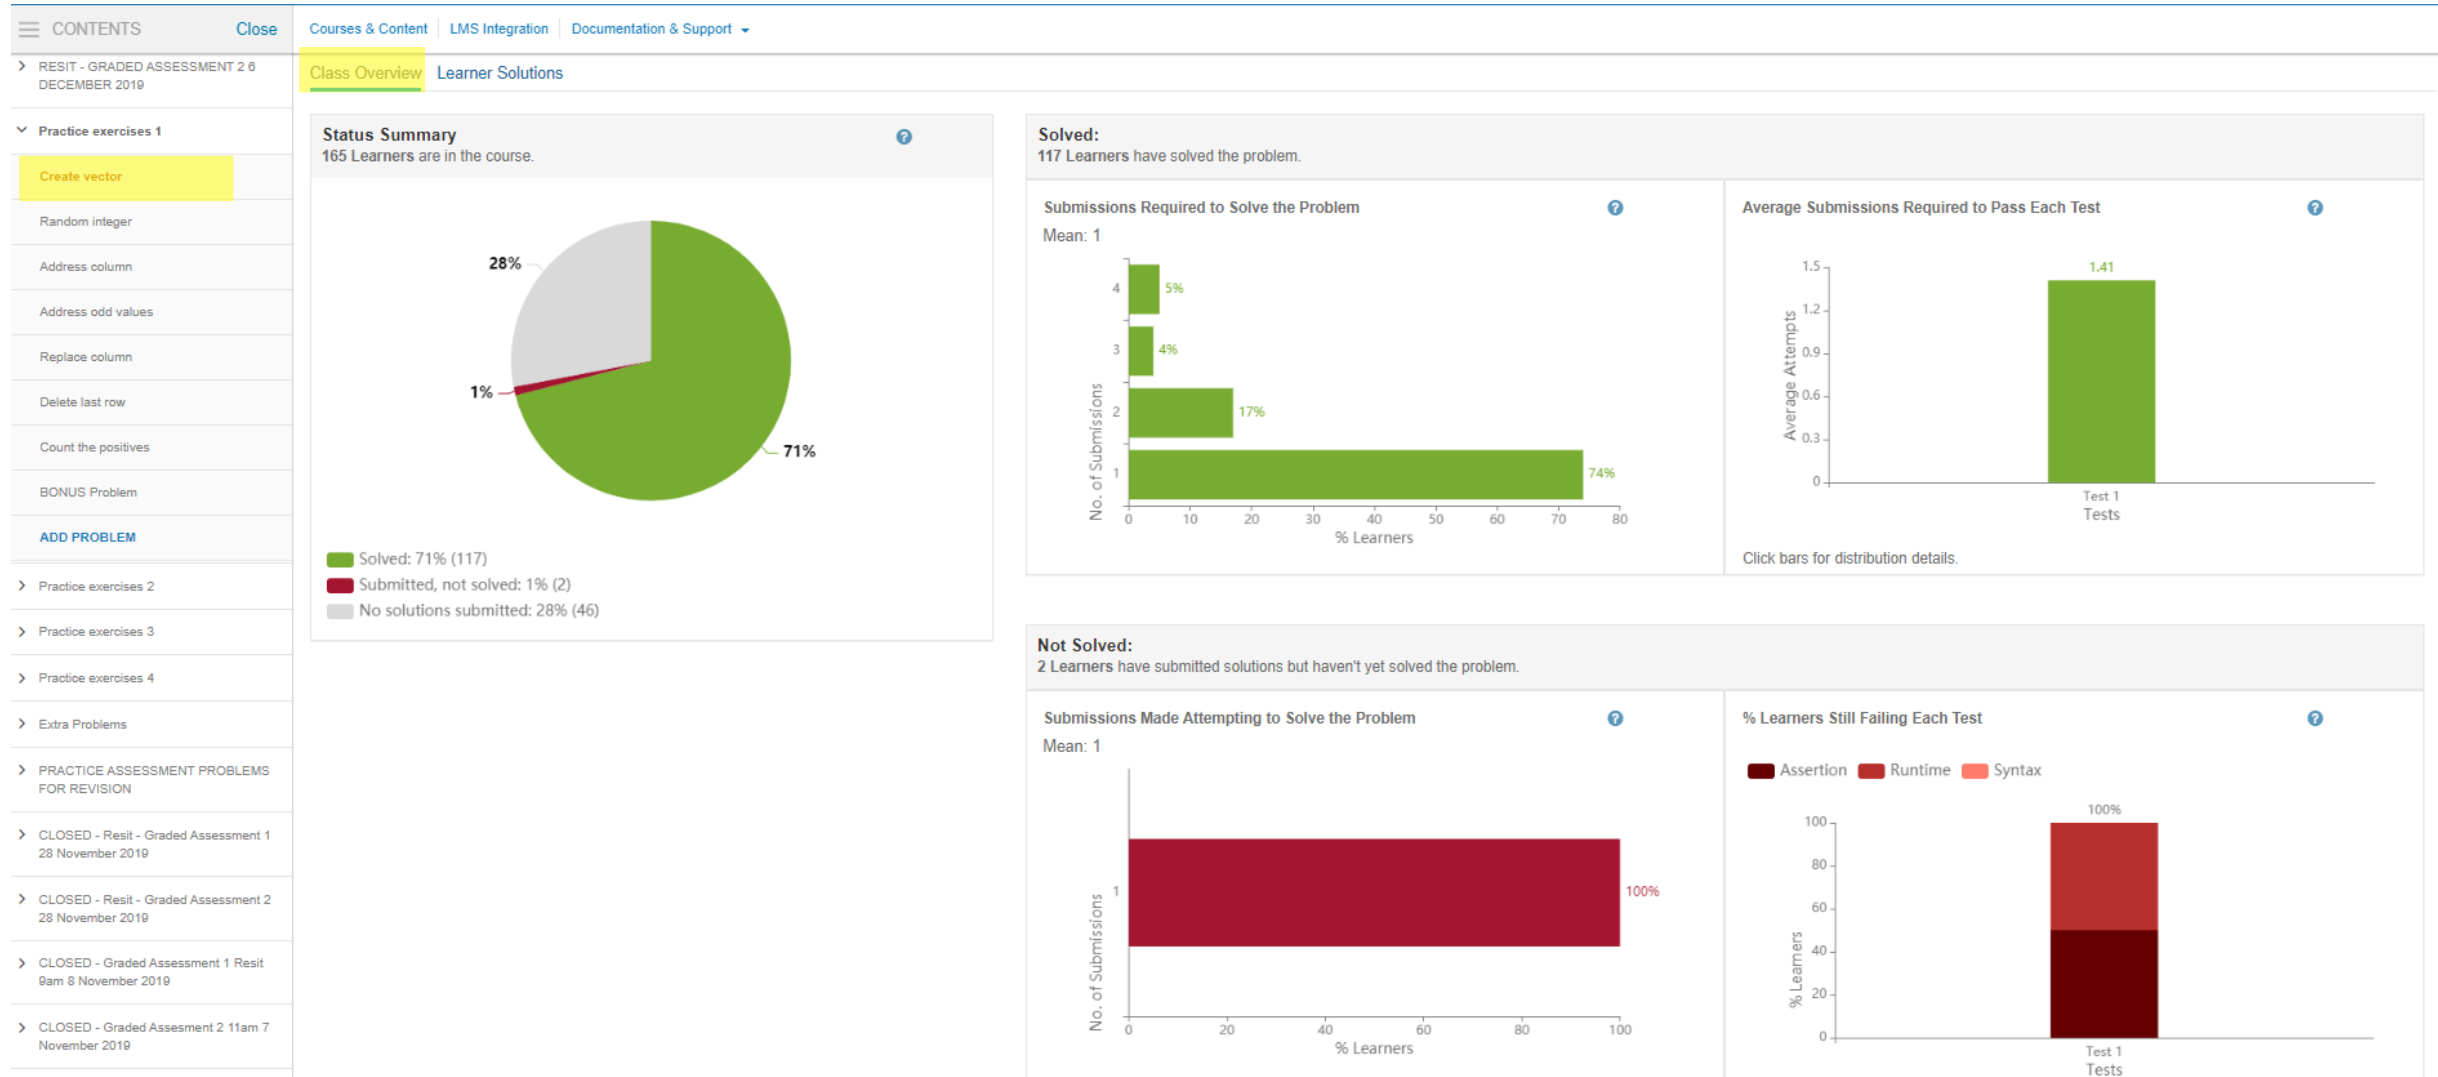 CONTENTS
Close
RESIT - GRADED ASSESSMENT 2 6
DECEMBER 2019
Practice exercises 1
Create vector
Random integer
Address column
Address odd values
Replace column
Delete last row
Count the positives
BONUS Problem
ADD PROBLEM
Practice exercises 2
Practice exercises 3
Practice exercises 4
Extra Problems
PRACTICE ASSESSMENT PROBLEMS
FOR REVISION
CLOSED - Resit - Graded Assessment 1
28 November 2019
CLOSED - Resit - Graded Assessment 2
28 November 2019
CLOSED - Graded Assessment 1 Resit
9am 8 November 2019
CLOSED - Graded Assesment 2 11am 7
November 2019
Courses & Content
LMS Integration
Documentation & Support
Class Overview
Learner Solutions
Status Summary
165 Learners are in the course.
28%
1%
71%
Solved: 71% (117)
Submitted, not solved: 1% (2)
No solutions submitted: 28% (46)
Solved:
117 Learners have solved the problem.
Submissions Required to Solve the Problem
Mean: 1
No. of Submissions
4
5%
3
4%
2
17%
1
74%
0 10 20 30 40 50 60 70 80
% Learners
Average Submissions Required to Pass Each Test
Average Attempts
1.5
1.2
0.9
0.6
0.3
0
1.41
Test 1
Tests
Click bars for distribution details.
Not Solved:
2 Learners have submitted solutions but haven't yet solved the problem.
Submissions Made Attempting to Solve the Problem
Mean: 1
No. of Submissions
1
100%
0 20 40 60 80 100
% Learners
% Learners Still Failing Each Test
Assertion Runtime Syntax
100%
% Learners
100
80
60
40
20
0
Test 1
Tests